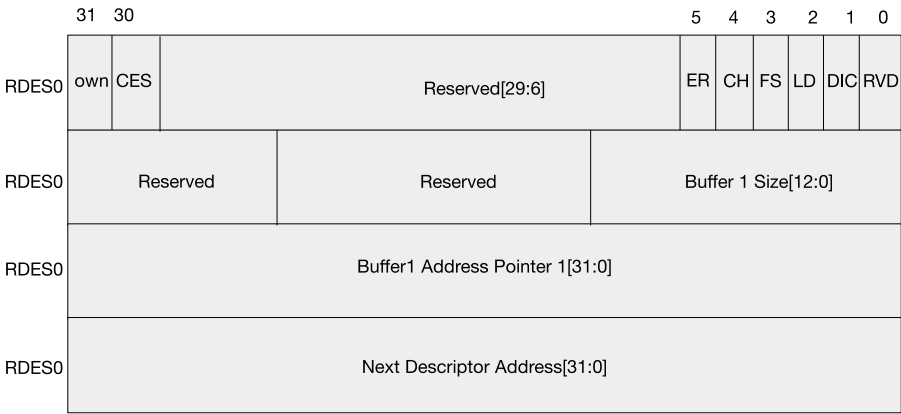 31 30 5 4 3 2 1 0
RDES0 own CES Reserved[29:6] ER CH FS LD DIC RVD
RDES0 Reserved Reserved Buffer 1 Size[12:0]
RDES0 Buffer1 Address Pointer 1[31:0]
RDES0 Next Descriptor Address[31:0]